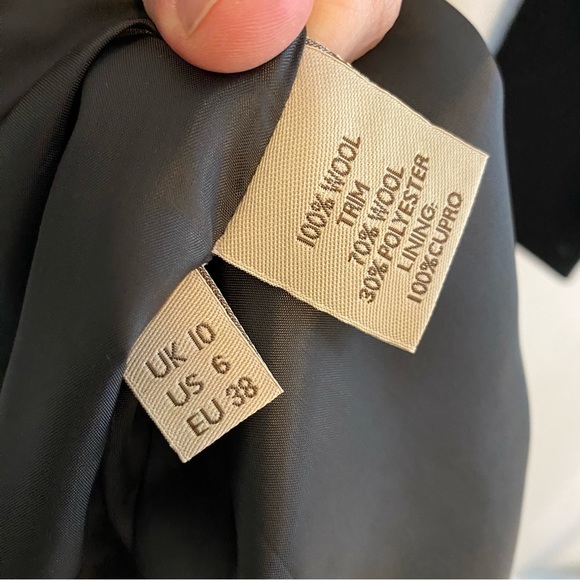 100% WOOL
TRIM
70% WOOL
30% POLYESTER
LINING:
100% CUPRO
UK 10
US 6
EU 38